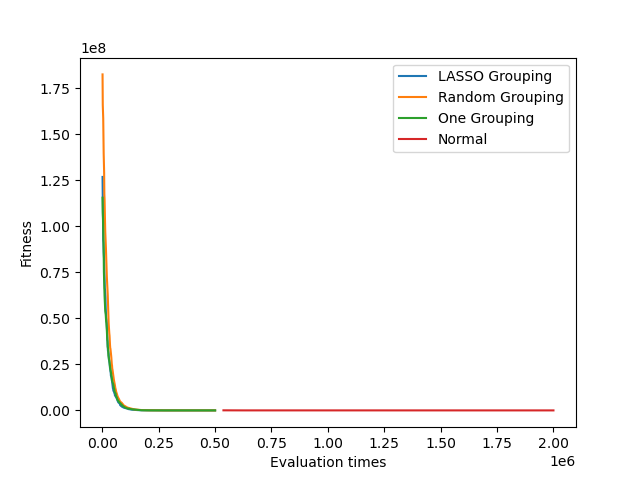 1e8
LASSO Grouping
Random Grouping
One Grouping
Normal
1.75
1.50
1.25
1.00
0.75
0.50
0.25
0.00
Fitness
0.00 0.25 0.50 0.75 1.00 1.25 1.50 1.75 2.00
Evaluation times
1e6